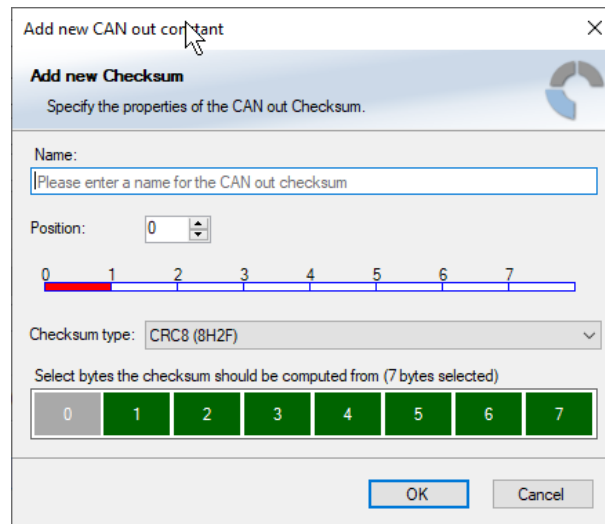 Add new CAN out constant
Add new Checksum
Specify the properties of the CAN out Checksum.
Name:
Please enter a name for the CAN out checksum
Position: 0
0 1 2 3 4 5 6 7
Checksum type: CRC8 (8H2F)
Select bytes the checksum should be computed from (7 bytes selected)
0 1 2 3 4 5 6 7
OK Cancel